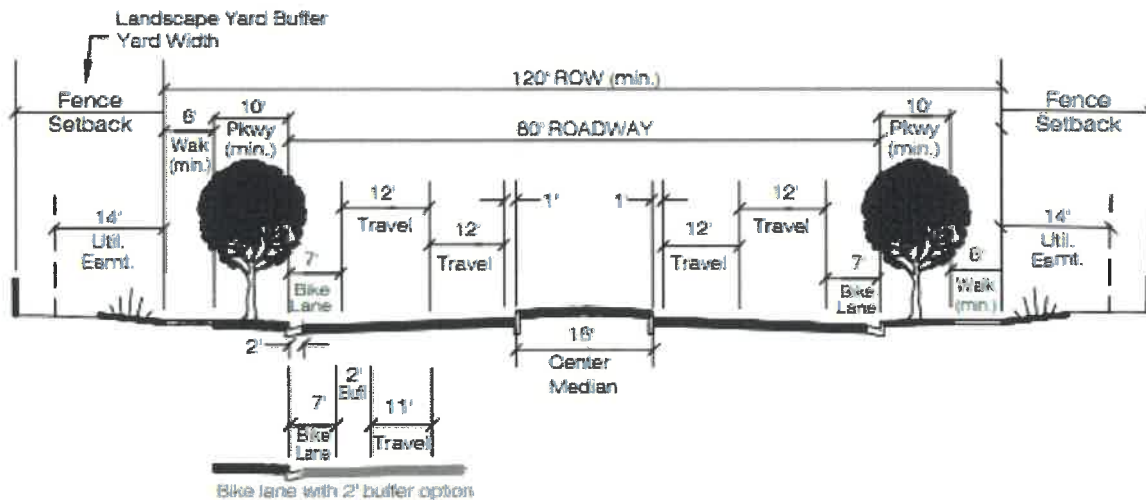 Landscape Yard Buffer
Yard Width
120' ROW (min.)
Fence
Setback
10'
Pkwy
(min.)
Walk
(min.)
80' ROADWAY
10'
Pkwy
(min.)
Fence
Setback
14'
Util.
Esmt.
7'
Bike
Lane
12'
Travel
12'
Travel
1'
1'
12'
Travel
12'
Travel
7'
Bike
Lane
Walk
(min.)
14'
Util.
Esmt.
2'
16'
Center
Median
7'
Bike
Lane
2'
Buff
11'
Travel
Bike lane with 2' buffer option